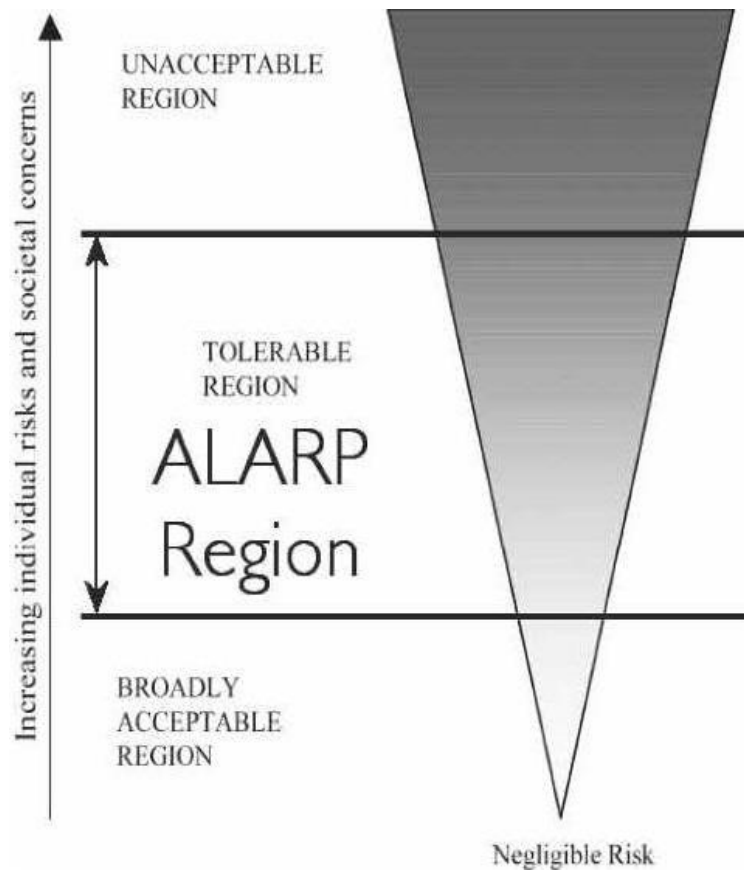 Increasing individual risks and societal concerns
UNACCEPTABLE
REGION
TOLERABLE
REGION
ALARP
Region
BROADLY
ACCEPTABLE
REGION
Negligible Risk